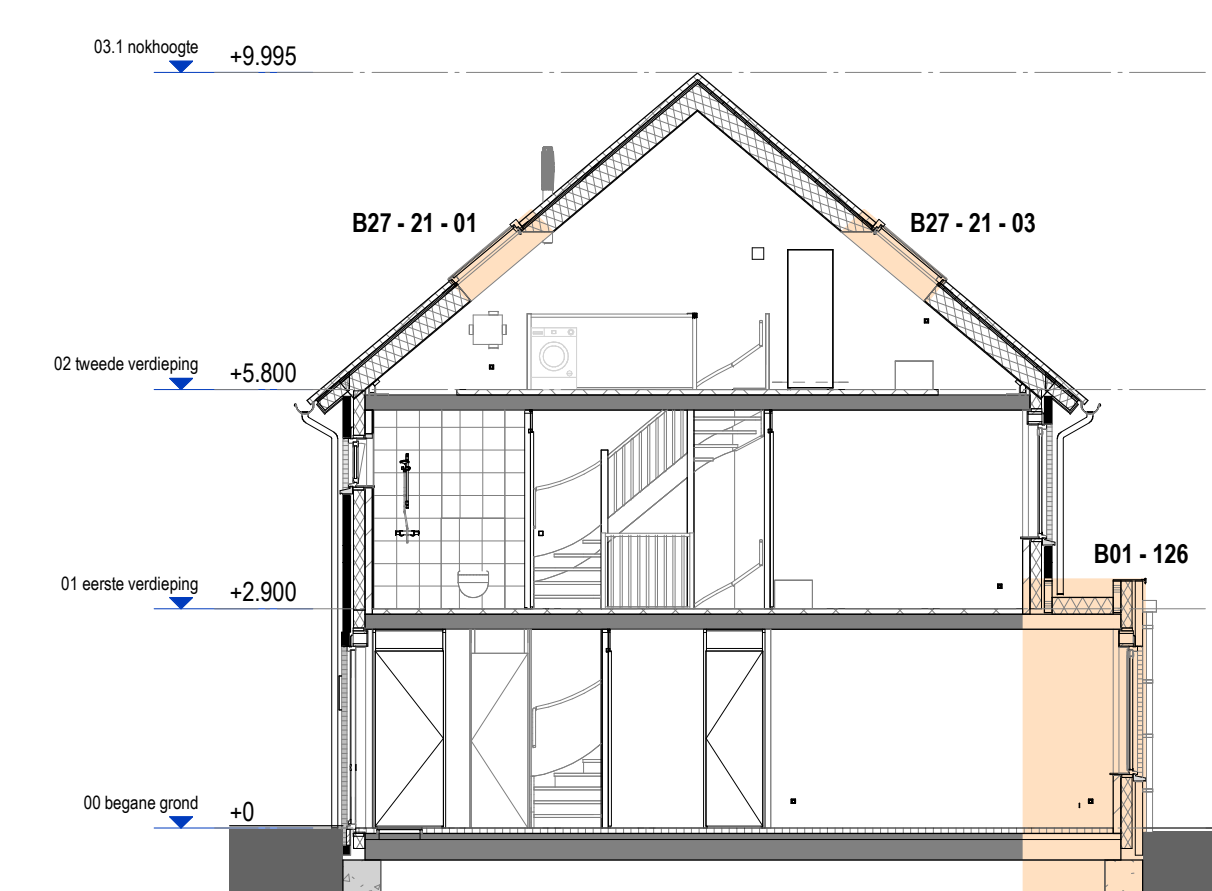 03.1 nokhoogte
+9.995
B27 - 21 - 01
B27 - 21 - 03
02 tweede verdieping
+5.800
B01 - 126
01 eerste verdieping
+2.900
00 begane grond
+0